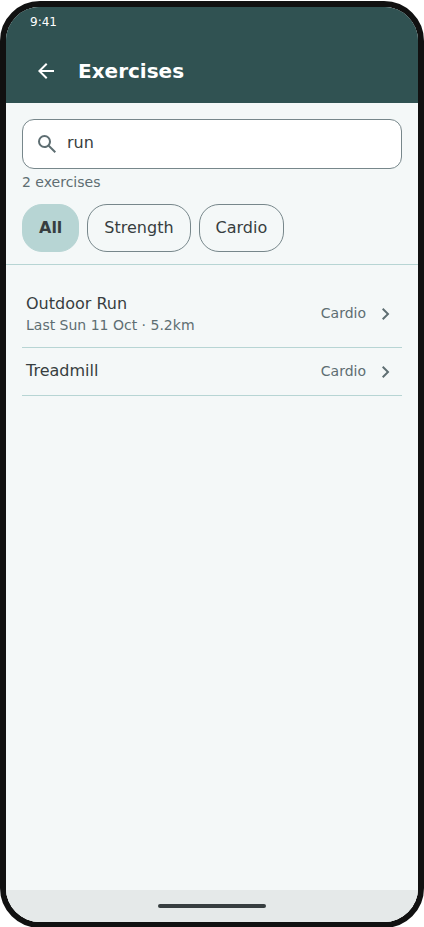 9:41
Exercises
run
2 exercises
All Strength Cardio
Outdoor Run
Last Sun 11 Oct · 5.2km
Cardio
Treadmill
Cardio